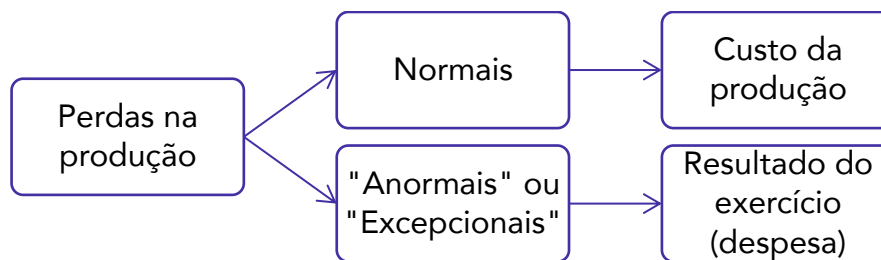 Perdas na
produção
Normais
Custo da
produção
"Anormais" ou
"Excepcionais"
Resultado do
exercício
(despesa)